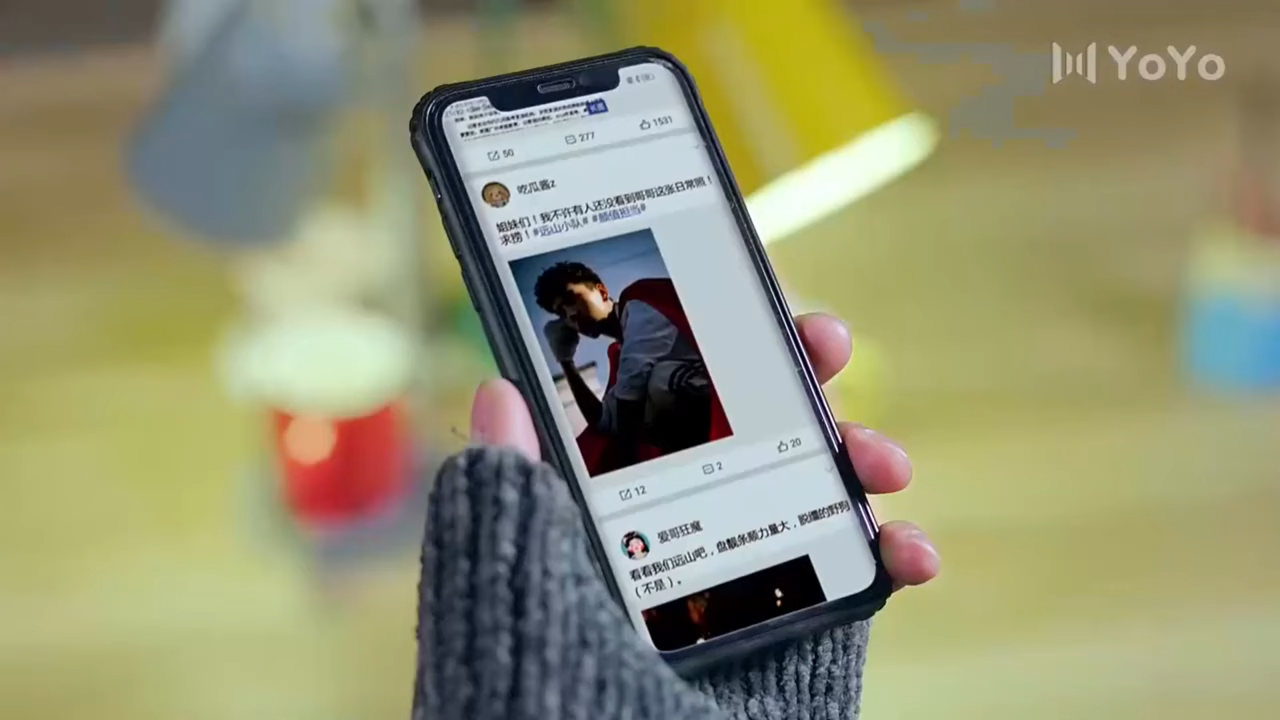 YoYo
50
277
1531
吃瓜酱z
姐妹们！我不许有人还没看到哥哥这张日常照！
求捞！#远山小队# #颜值担当#
12
2
20
爱哥狂魔
看看我们远山吧，盘靓条顺力量大，脱缰的野狗
（不是）。